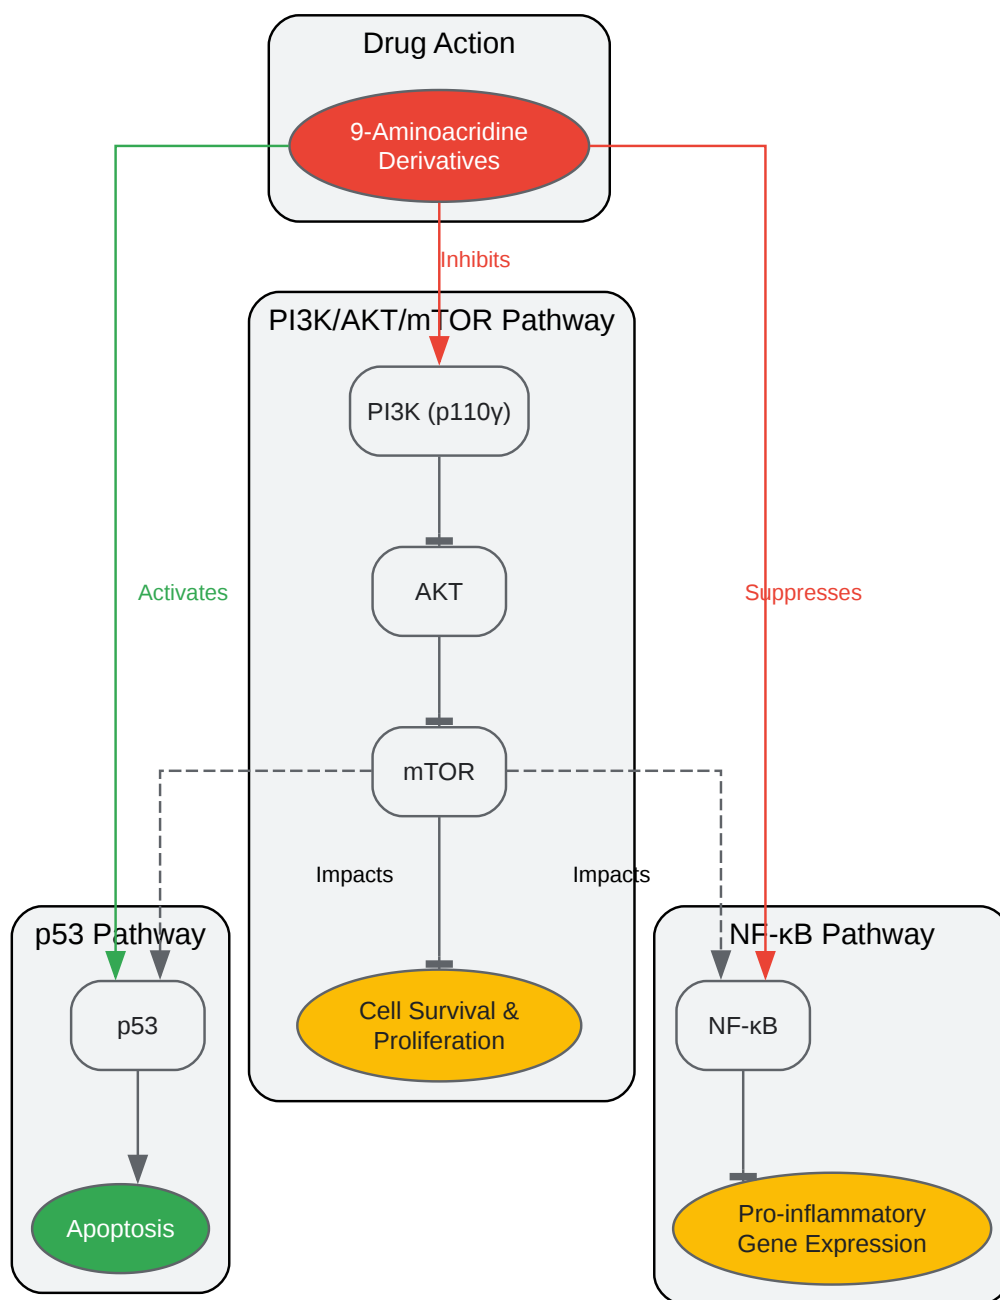 Drug Action
9-Aminoacridine
Derivatives
Inhibits
PI3K/AKT/mTOR Pathway
PI3K (p110γ)
AKT
Activates
Suppresses
mTOR
Impacts
Impacts
p53 Pathway
NF-κB Pathway
Cell Survival &
Proliferation
p53
NF-κB
Apoptosis
Pro-inflammatory
Gene Expression